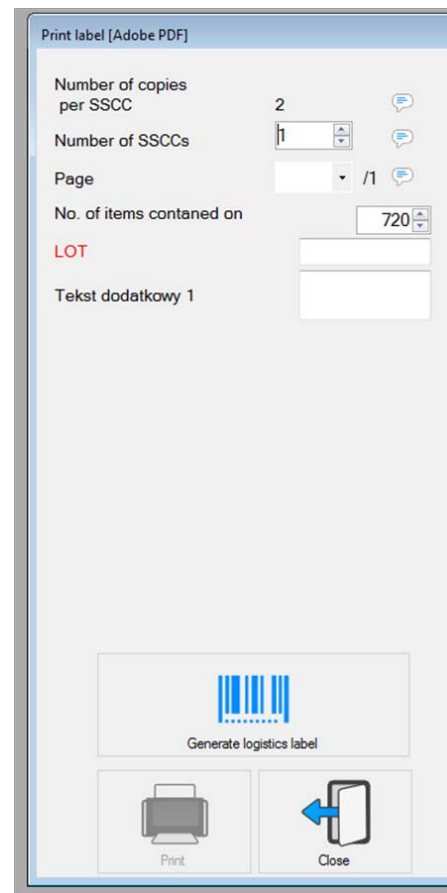 Print label [Adobe PDF]
Number of copies
per SSCC 2
Number of SSCCs 1
Page /1
No. of items contaned on 720
LOT
Tekst dodatkowy 1
Generate logistics label
Print Close